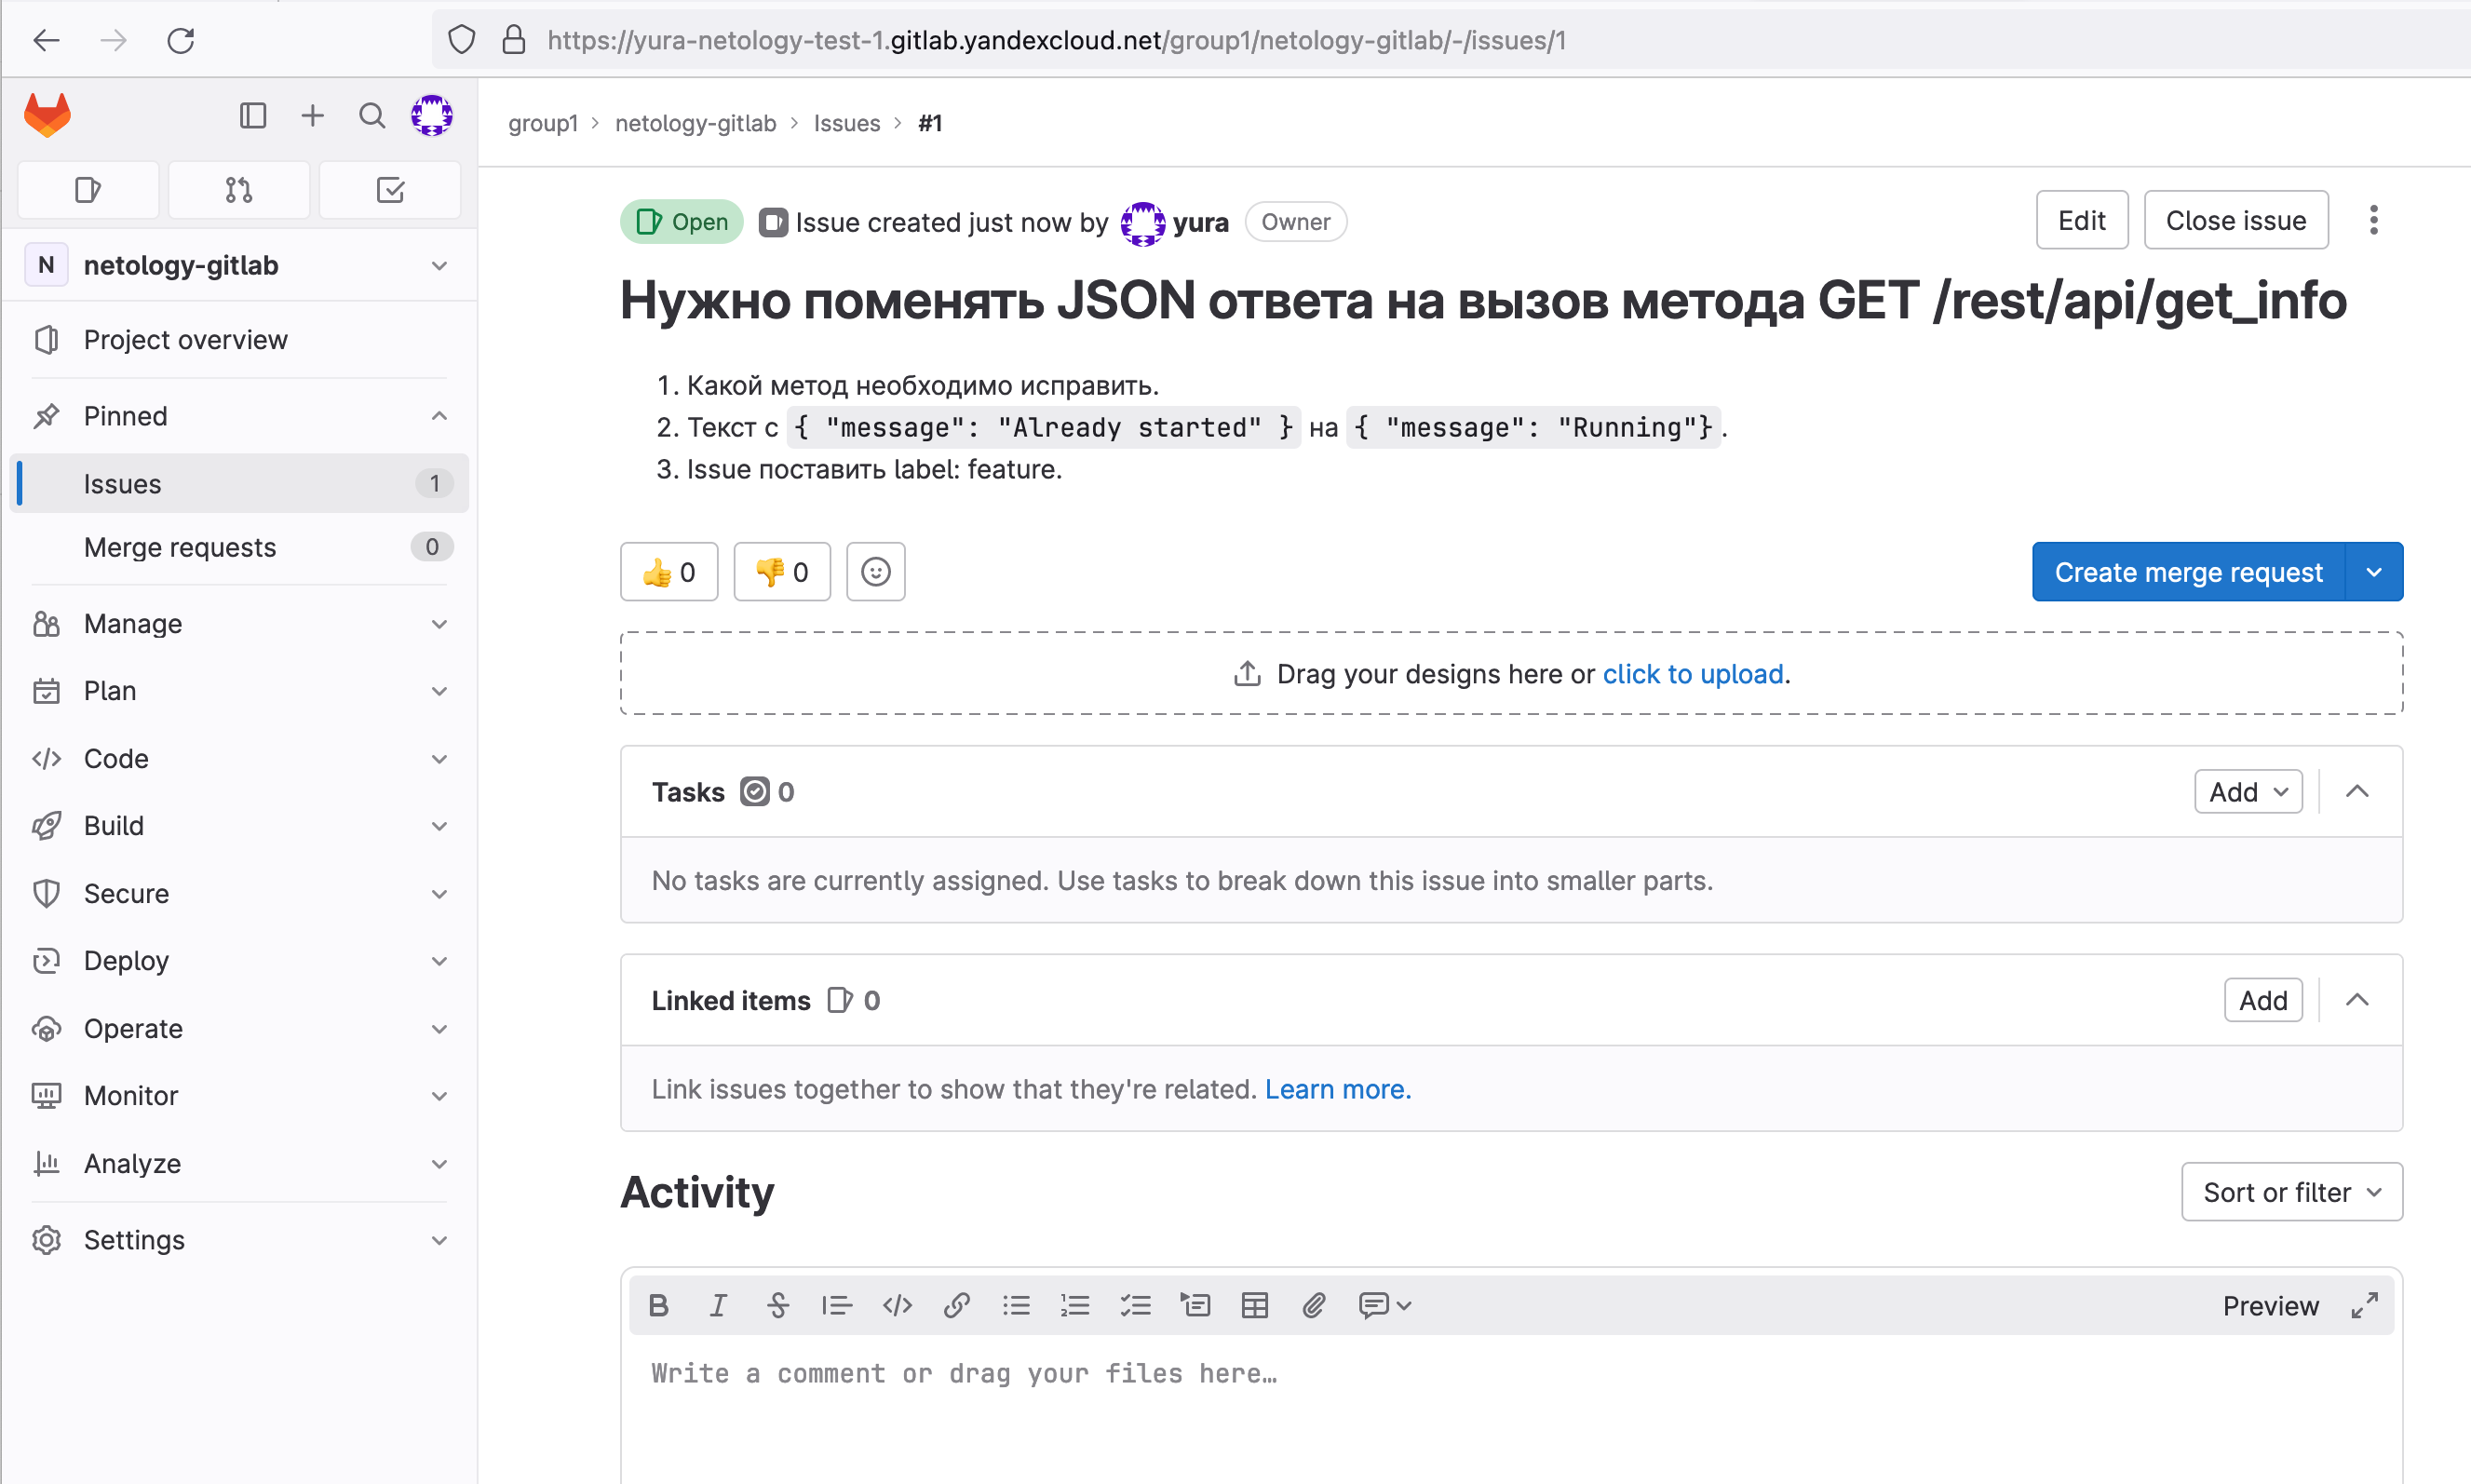 https://yura-netology-test-1.gitlab.yandexcloud.net/group1/netology-gitlab/-/issues/1
group1 > netology-gitlab > Issues > #1
N netology-gitlab
Project overview
Pinned
Issues 1
Merge requests 0
Manage
Plan
Code
Build
Secure
Deploy
Operate
Monitor
Analyze
Settings
Open Issue created just now by yura Owner
Edit Close issue
Нужно поменять JSON ответа на вызов метода GET /rest/api/get_info
1. Какой метод необходимо исправить.
2. Текст с { "message": "Already started" } на { "message": "Running"}.
3. Issue поставить label: feature.
👍 0 👎 0
Create merge request
Drag your designs here or click to upload.
Tasks 0
Add
No tasks are currently assigned. Use tasks to break down this issue into smaller parts.
Linked items 0
Add
Link issues together to show that they're related. Learn more.
Activity
Sort or filter
Preview
Write a comment or drag your files here…